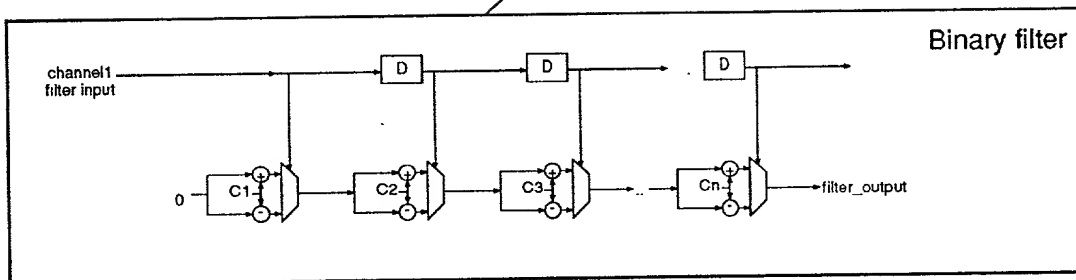 Binary filter
channel1
filter input
D
D
D
0
C1
+
-
C2
+
-
C3
+
-
..
Cn
+
-
filter_output